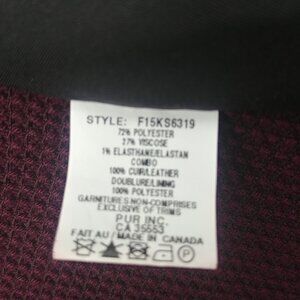 STYLE: F15KS6319
72% POLYESTER
27% VISCOSE
1% ELASTHANE/ELASTAN
COMBO
100% CUIR/LEATHER
DOUBLURE/LINING
100% POLYESTER
GARNITURES NON-COMPRISES
EXCLUSIVE OF TRIMS
PUR INC.
CA 35553
FAIT AU / MADE IN CANADA
P